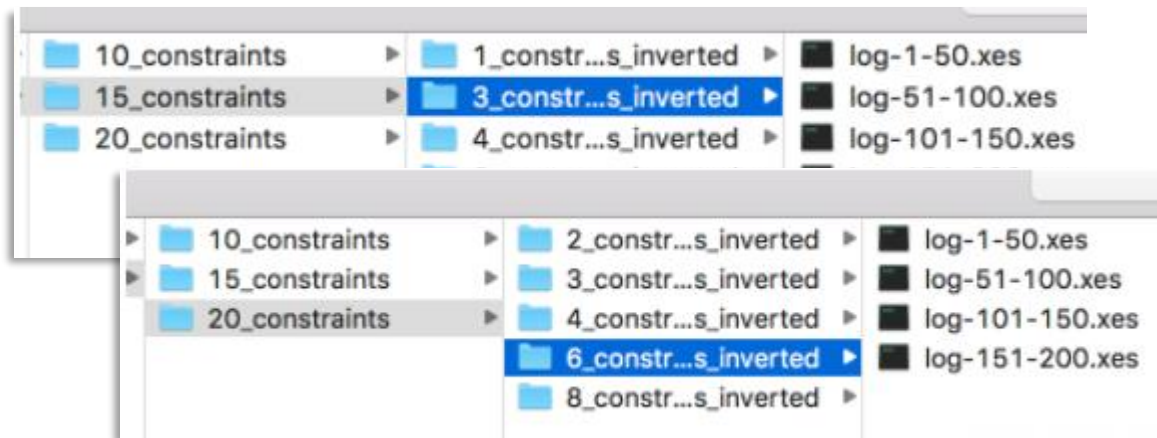 10_constraints 1_constr...s_inverted log-1-50.xes
15_constraints 3_constr...s_inverted log-51-100.xes
20_constraints 4_constr...s_inverted log-101-150.xes
10_constraints 2_constr...s_inverted log-1-50.xes
15_constraints 3_constr...s_inverted log-51-100.xes
20_constraints 4_constr...s_inverted log-101-150.xes
6_constr...s_inverted log-151-200.xes
8_constr...s_inverted